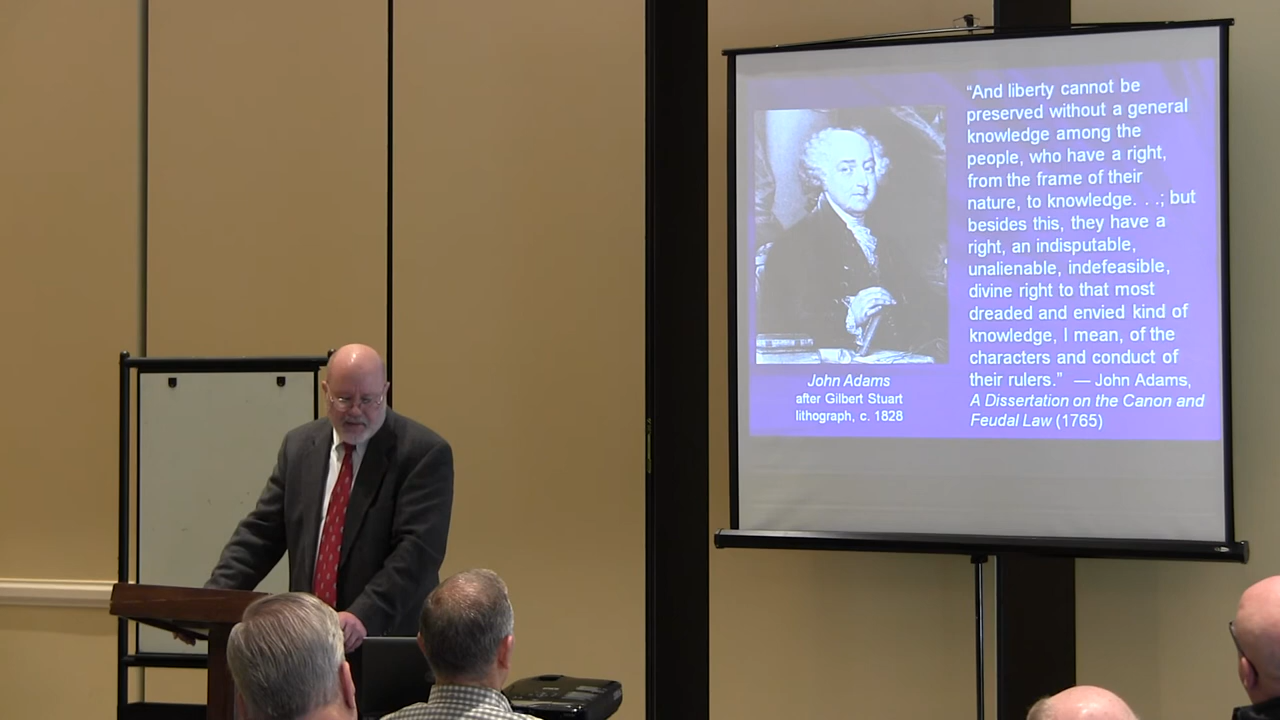 “And liberty cannot be
preserved without a general
knowledge among the
people, who have a right,
from the frame of their
nature, to knowledge. . .; but
besides this, they have a
right, an indisputable,
unalienable, indefeasible,
divine right to that most
dreaded and envied kind of
knowledge, I mean, of the
characters and conduct of
their rulers.” — John Adams,
A Dissertation on the Canon and
Feudal Law (1765)
John Adams
after Gilbert Stuart
lithograph, c. 1828